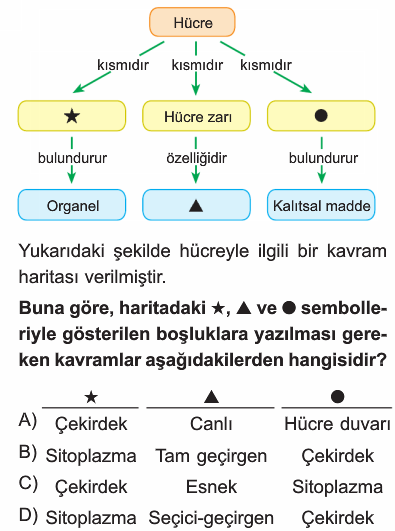 Hücre
kısmıdır kısmıdır kısmıdır
★ Hücre zarı ●
bulundurur özelliğidir bulundurur
Organel ▲ Kalıtsal madde
Yukarıdaki şekilde hücreyle ilgili bir kavram
haritası verilmiştir.
Buna göre, haritadaki ★, ▲ ve ● sembolle-
riyle gösterilen boşluklara yazılması gere-
ken kavramlar aşağıdakilerden hangisidir?
★ ▲ ●
A) Çekirdek Canlı Hücre duvarı
B) Sitoplazma Tam geçirgen Çekirdek
C) Çekirdek Esnek Sitoplazma
D) Sitoplazma Seçici-geçirgen Çekirdek